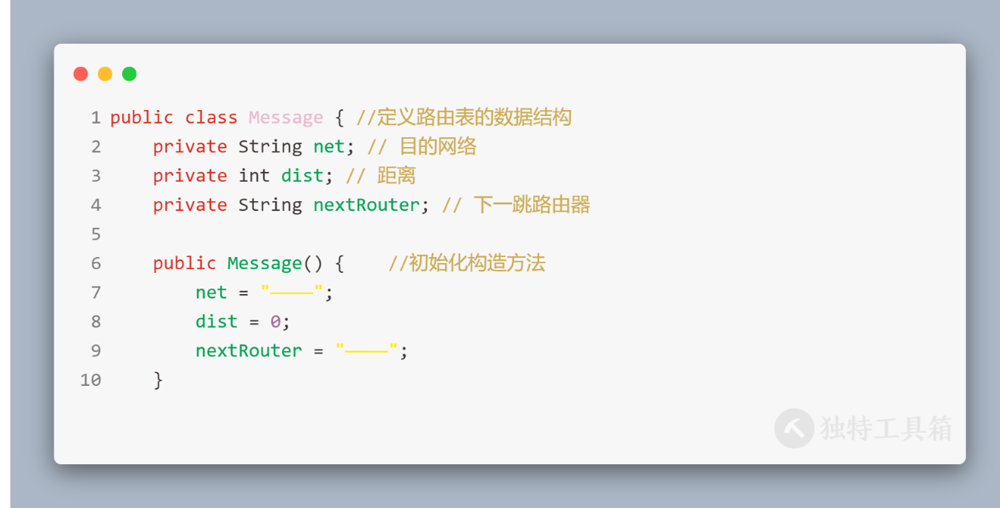 1 public class Message { //定义路由表的数据结构
2     private String net; // 目的网络
3     private int dist; // 距离
4     private String nextRouter; // 下一跳路由器
5
6     public Message() {    //初始化构造方法
7         net = "————";
8         dist = 0;
9         nextRouter = "————";
10     }
独特工具箱